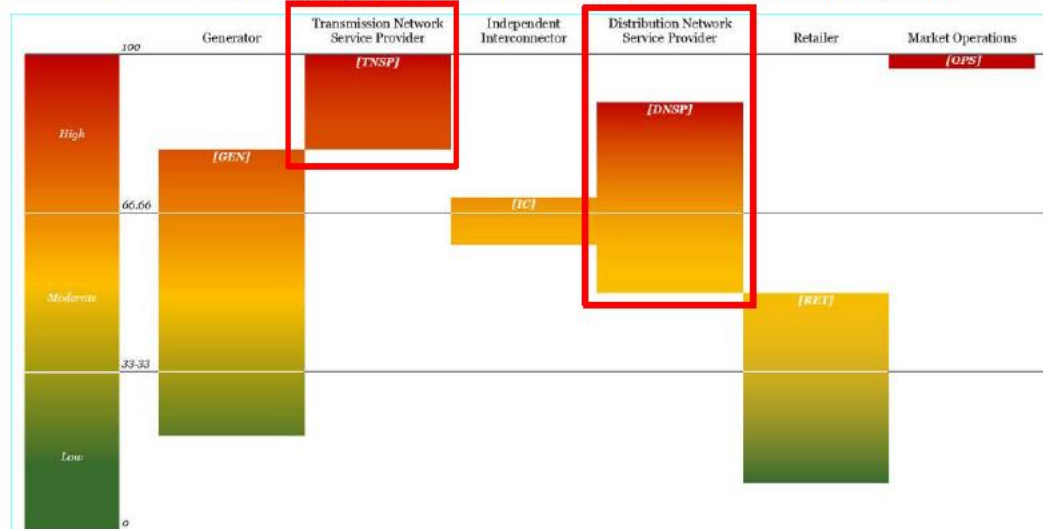 Transmission Network
Independent
Distribution Network
Generator
Service Provider
Interconnector
Service Provider
Retailer
Market Operations
100
[TNSP]
[OPS]
[DNSP]
High
[GEN]
[IC]
66.66
Moderate
[RET]
33-33
Low
0